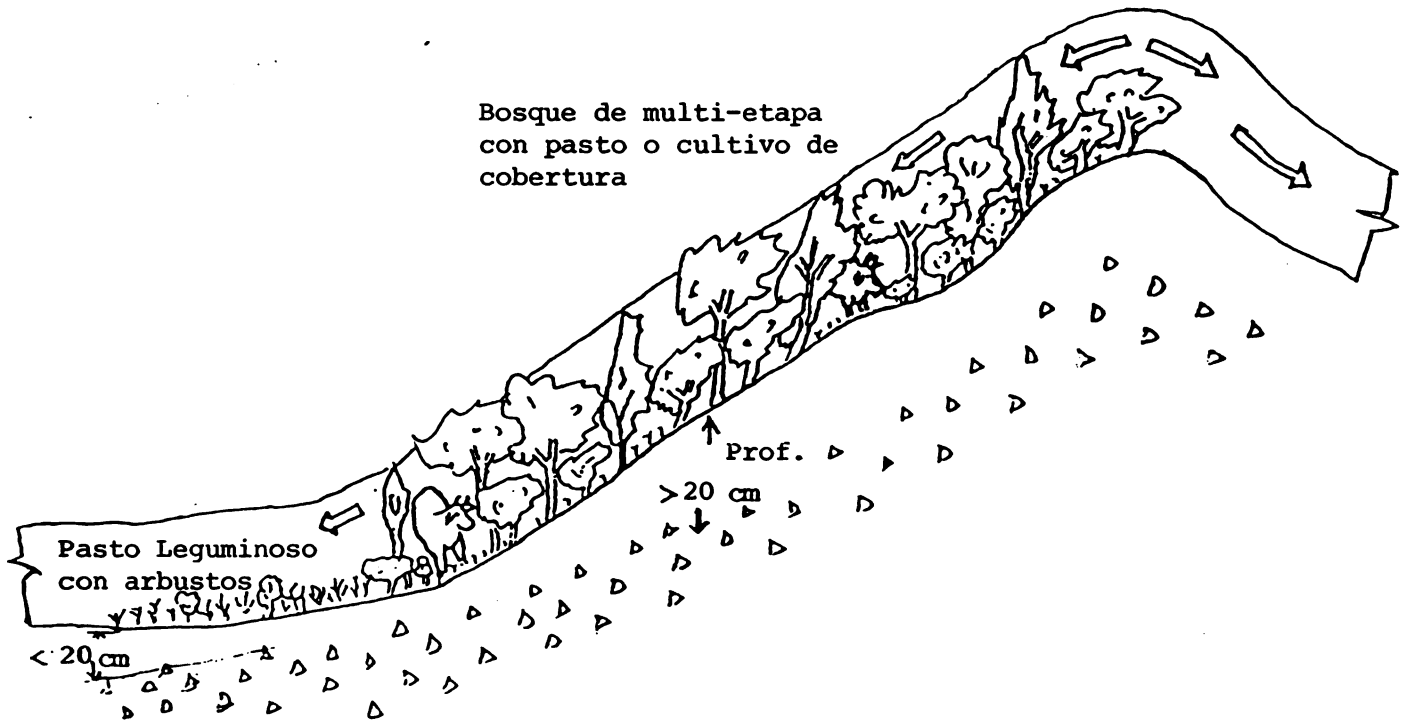 Bosque de multi-etapa
con pasto o cultivo de
cobertura
Prof.
>20 cm
Pasto Leguminoso
con arbustos
< 20 cm